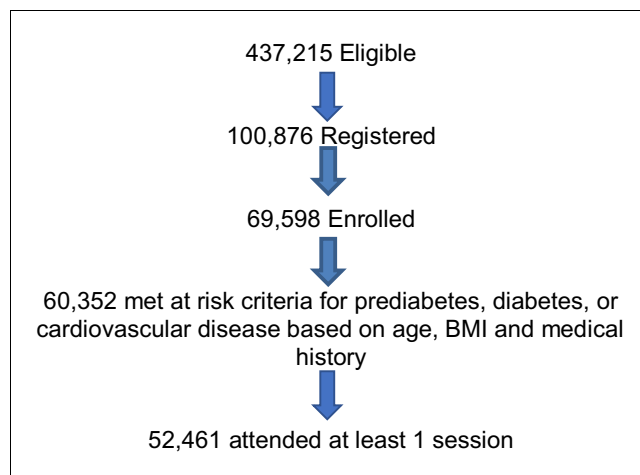 437,215 Eligible
100,876 Registered
69,598 Enrolled
60,352 met at risk criteria for prediabetes, diabetes, or
cardiovascular disease based on age, BMI and medical
history
52,461 attended at least 1 session